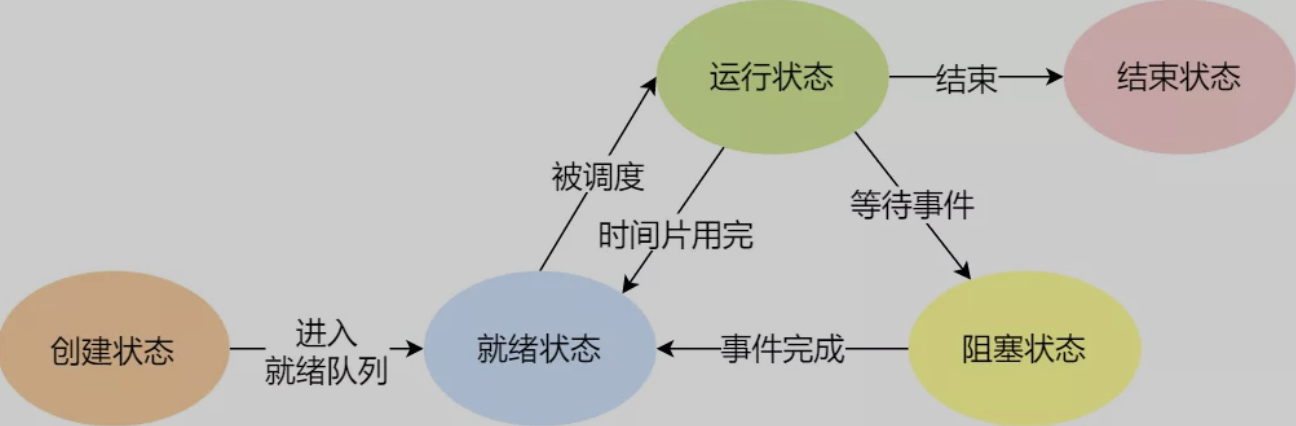 运行状态
结束
结束状态
被调度
等待事件
时间片用完
创建状态
进入
就绪队列
就绪状态
事件完成
阻塞状态